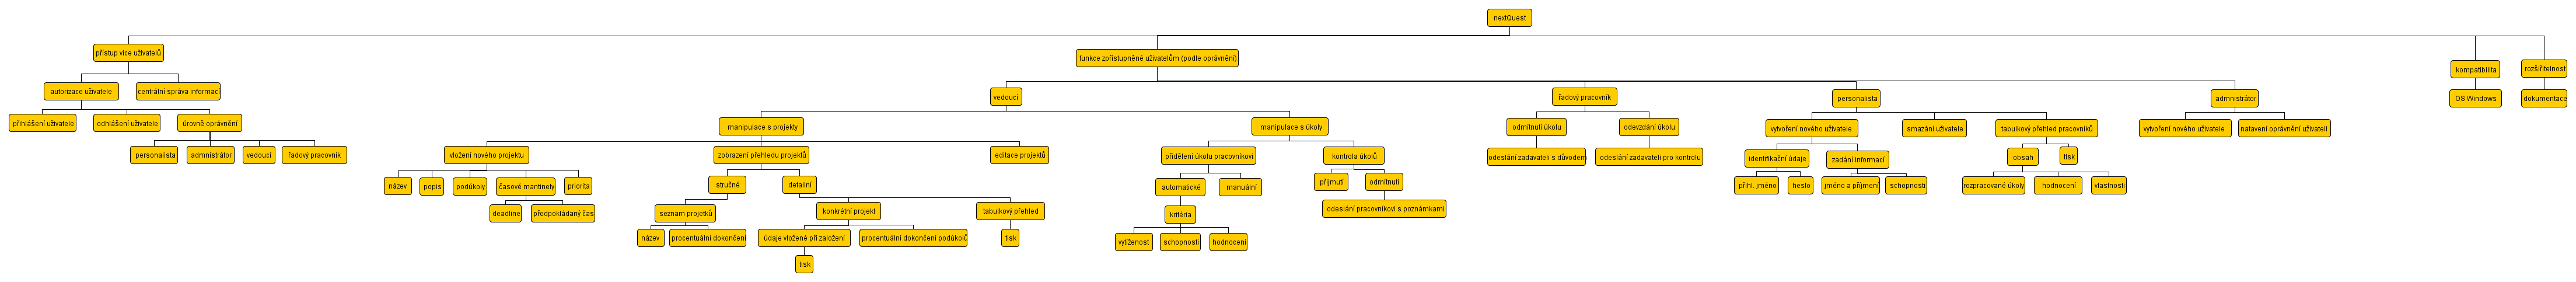 nextQuest
přístup více uživatelů
funkce zpřístupněné uživatelům (podle oprávnění)
kompatibilita
rozšiřitelnost
autorizace uživatele
centrální správa informací
vedoucí
řadový pracovník
personalista
admnistrátor
OS Windows
dokumentace
přihlášení uživatele
odhlášení uživatele
úrovně oprávnění
manipulace s projekty
manipulace s úkoly
odmítnutí úkolu
odevzdání úkolu
vytvoření nového uživatele
smazání uživatele
tabulkový přehled pracovníků
vytvoření nového uživatele
natavení oprávnění uživateli
personalista
admnistrátor
vedoucí
řadový pracovník
vložení nového projektu
zobrazení přehledu projektů
editace projektů
přidělení úkolu pracovníkovi
kontrola úkolů
odeslání zadavateli s důvodem
odeslání zadavateli pro kontrolu
identifikační údaje
zadání informací
obsah
tisk
název
popis
podúkoly
časové mantinely
priorita
stručné
detailní
automatické
manuální
přijmutí
odmítnutí
přihl. jméno
heslo
jméno a příjmení
schopnosti
rozpracované úkoly
hodnocení
vlastnosti
deadline
předpokládaný čas
seznam projetků
konkrétní projekt
tabulkový přehled
kritéria
odeslání pracovníkovi s poznámkami
název
procentuální dokončení
údaje vložené při založení
procentuální dokončení podúkolů
tisk
vytíženost
schopnosti
hodnocení
tisk